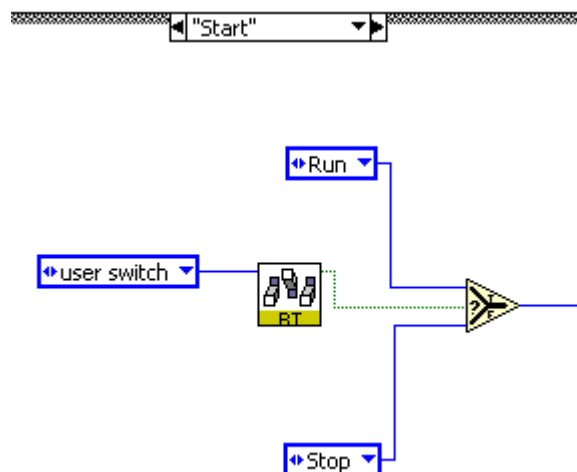 "Start"
Run
user switch
BT
? F
Stop